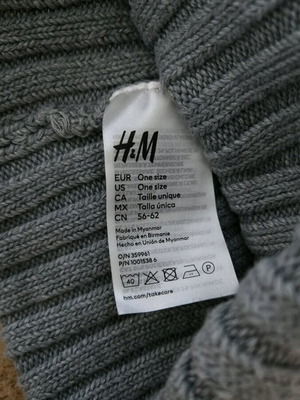 H&M
EUR One size
US One size
CA Taille unique
MX Talla única
CN 56-62
Made in Myanmar
Fabriqué en Birmanie
Hecho en Unión de Myanmar
O/N 359961
P/N 1001538 6
40 P
hm.com/takecare